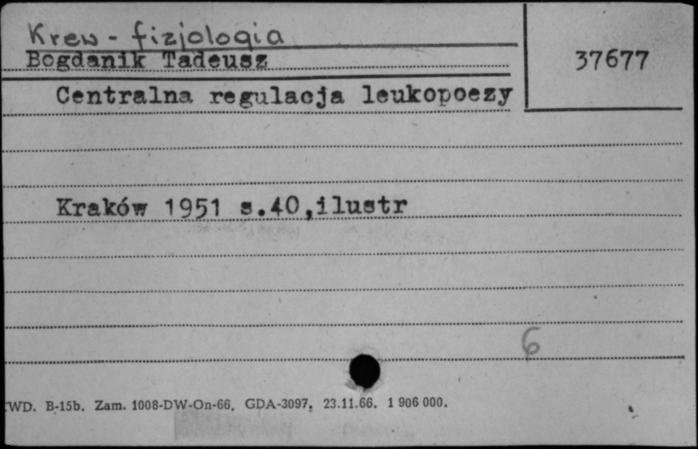 Krew - fizjologia
Bogdanik Tadeusz
37677
Centralna regulacja leukopoezy
Kraków 1951 s.40,ilustr
6
WD. B-15b. Zam. 1008-DW-On-66. GDA-3097. 23.11.66. 1 906 000.